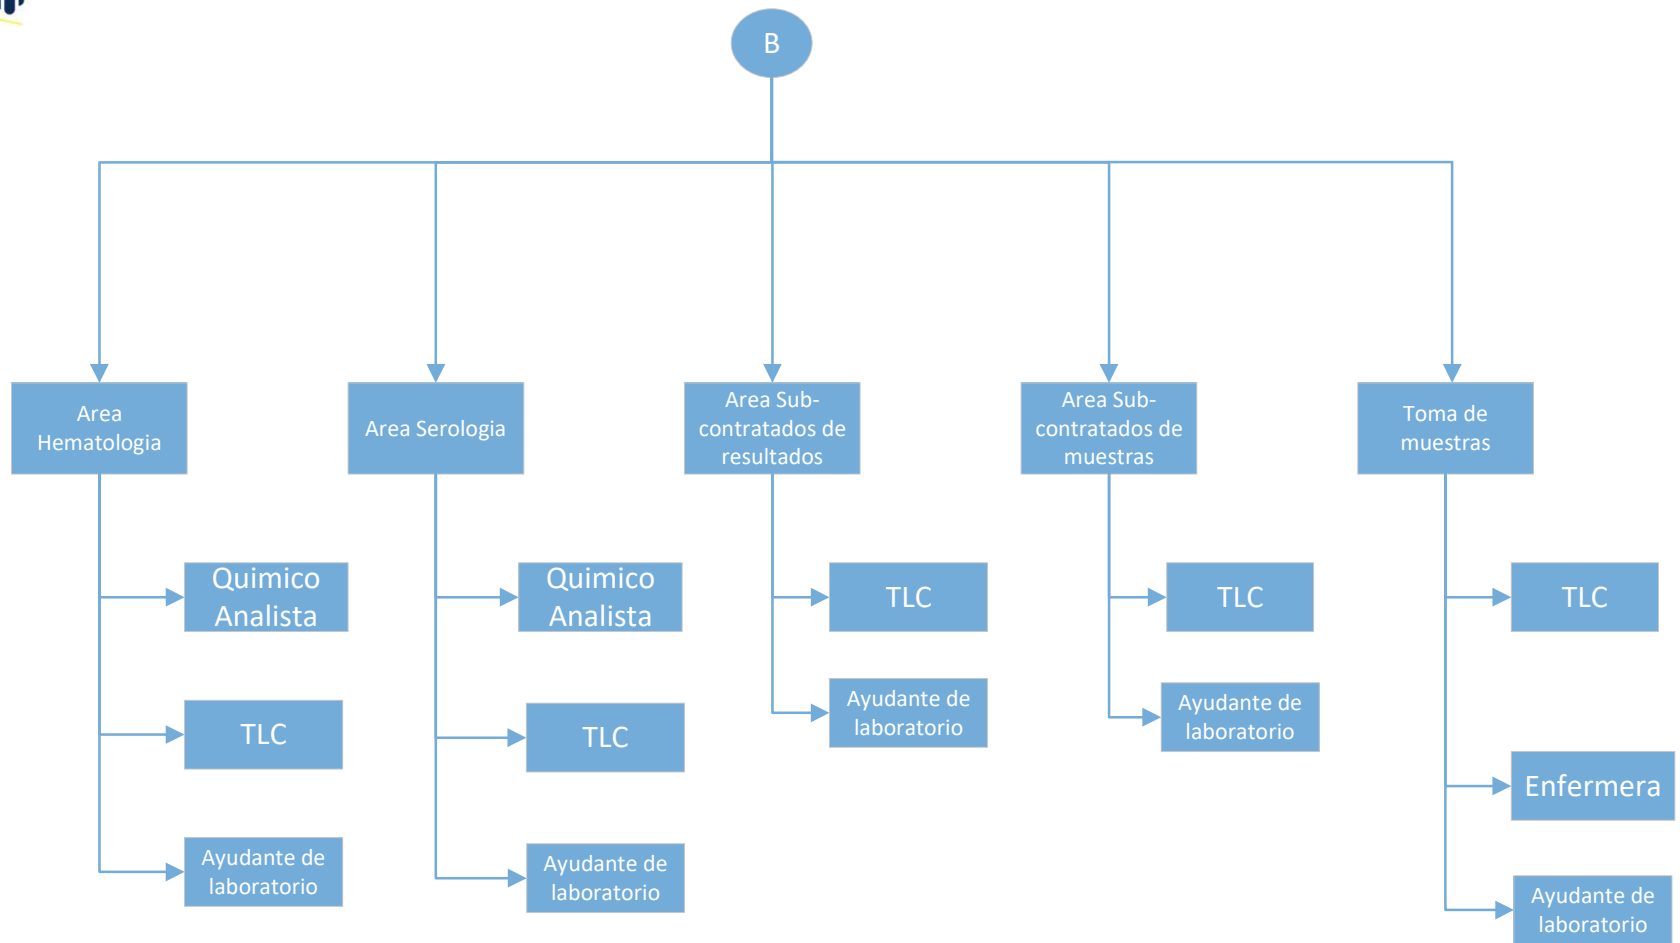 B
Area
Hematologia
Area Serologia
Area Sub-
contratados de
resultados
Area Sub-
contratados de
muestras
Toma de
muestras
Quimico
Analista
Quimico
Analista
TLC
TLC
TLC
Ayudante de
laboratorio
Ayudante de
laboratorio
TLC
TLC
Enfermera
Ayudante de
laboratorio
Ayudante de
laboratorio
Ayudante de
laboratorio